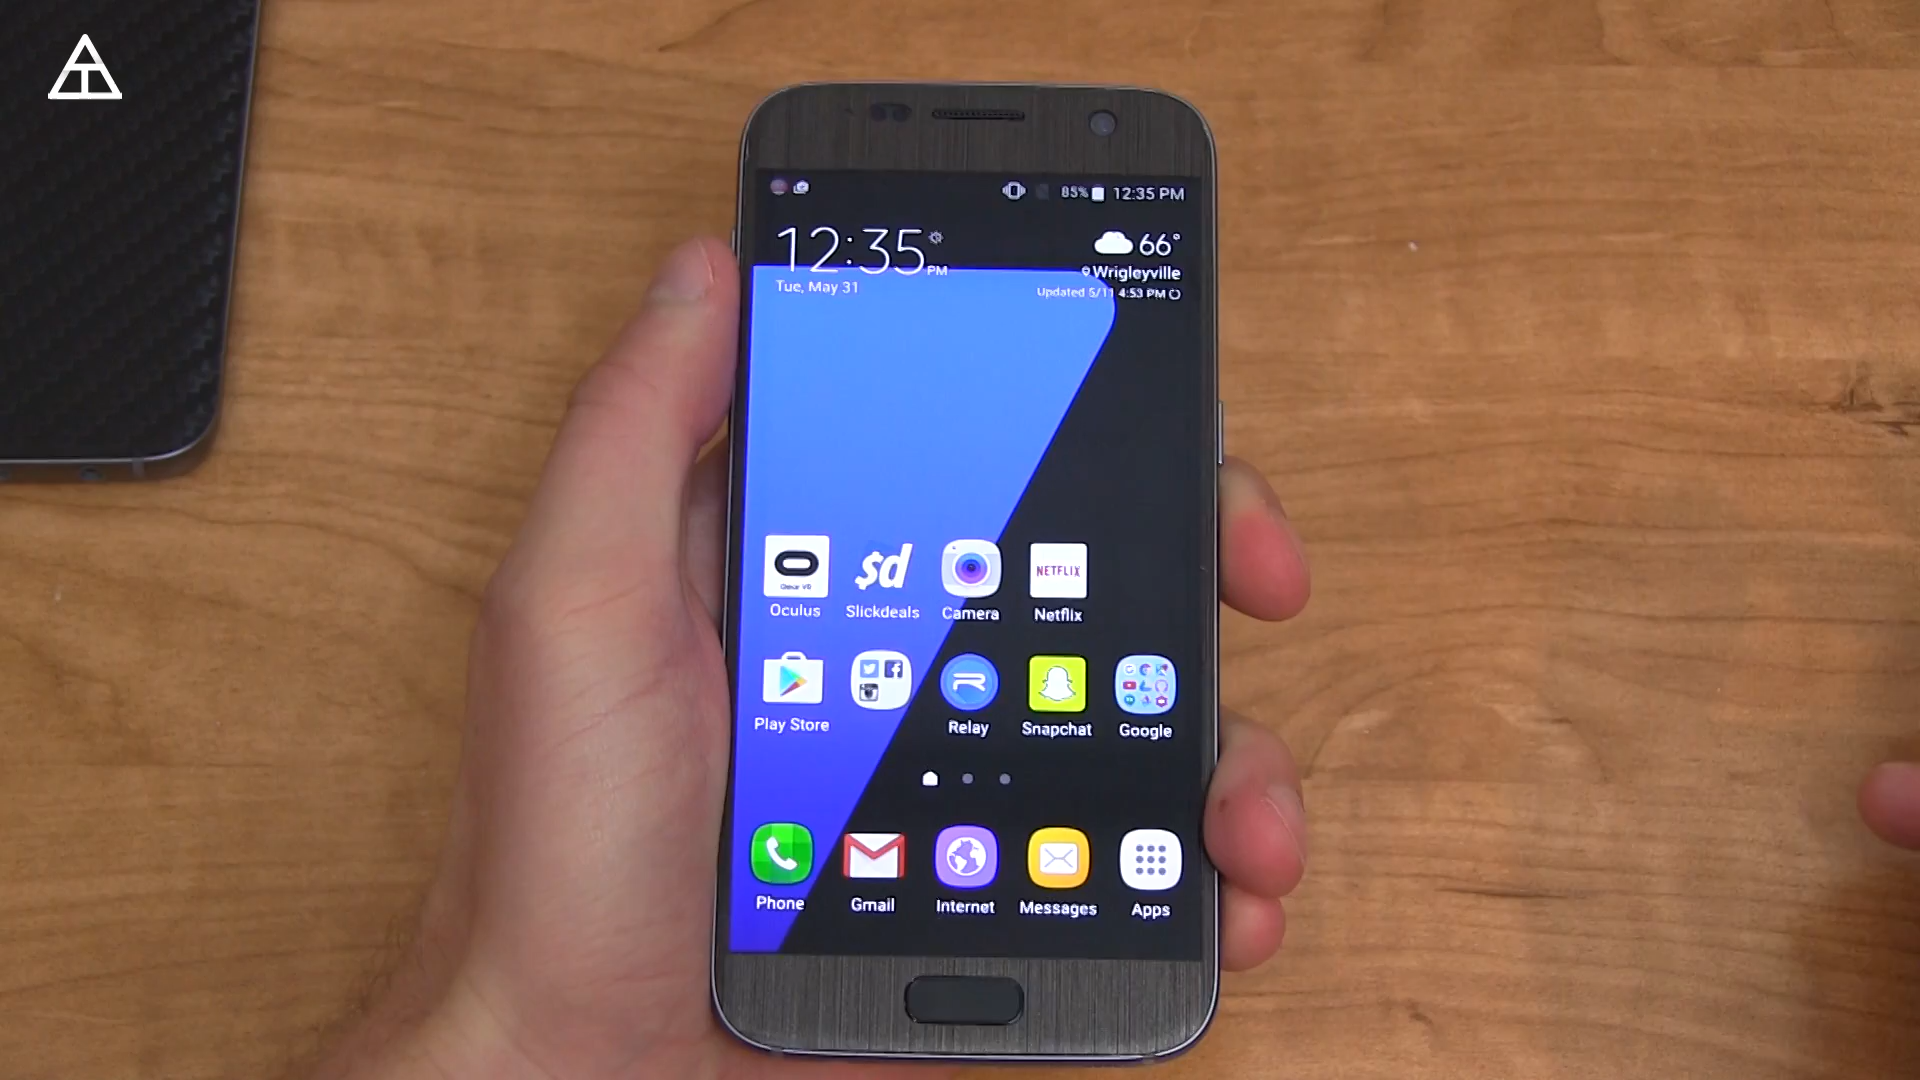 85% 12:35 PM
12:35 PM
Tue, May 31
66°
Wrigleyville
Updated 5/11 4:53 PM
Oculus
Slickdeals
Camera
Netflix
$d
NETFLIX
Play Store
Relay
Snapchat
Google
Phone
Gmail
Internet
Messages
Apps